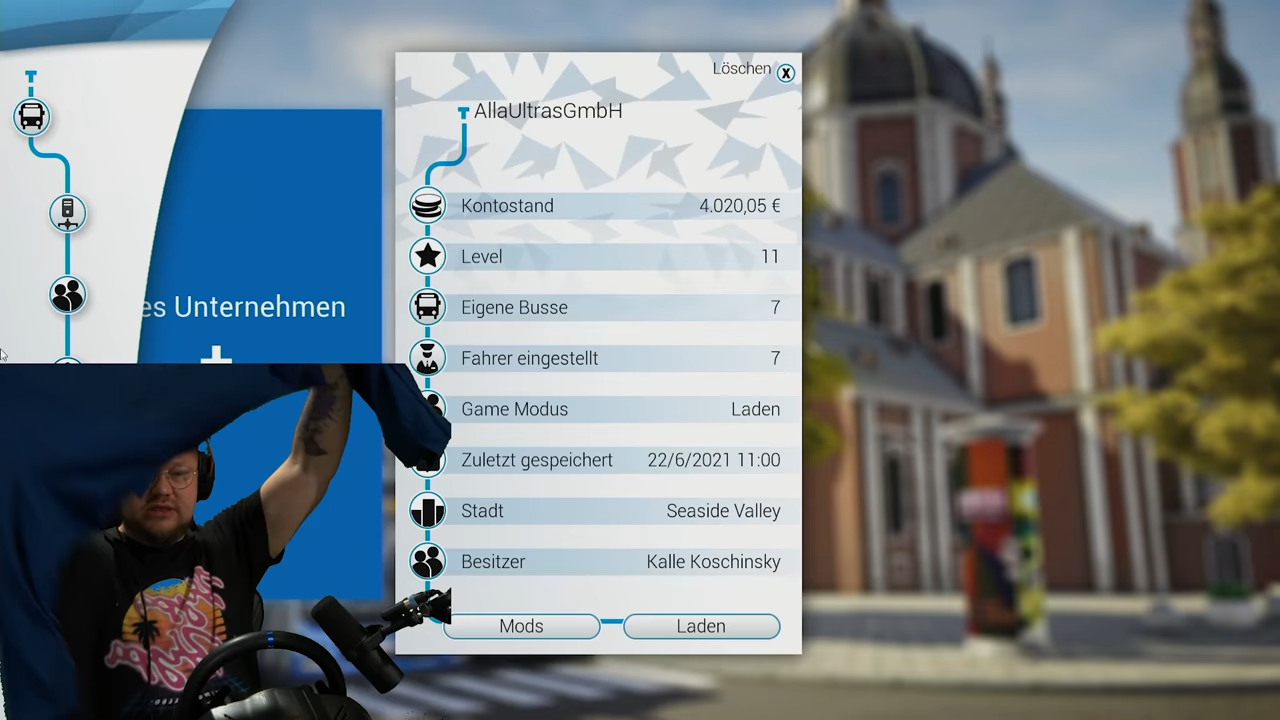 Löschen X
AllaUltrasGmbH
Kontostand 4.020,05 €
Level 11
Eigene Busse 7
es Unternehmen
+
Fahrer eingestellt 7
Game Modus Laden
Zuletzt gespeichert 22/6/2021 11:00
Stadt Seaside Valley
Besitzer Kalle Koschinsky
Mods Laden